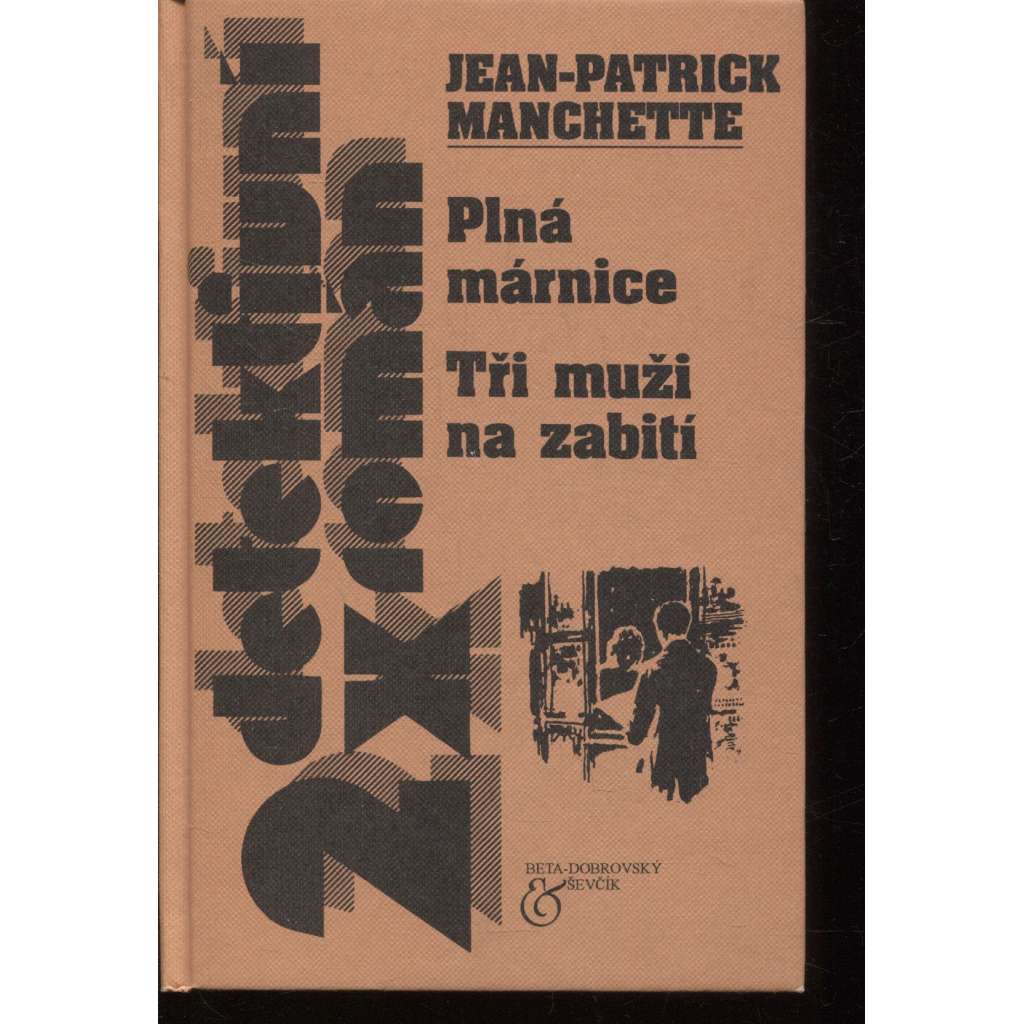 JEAN-PATRICK
MANCHETTE
Plná
márnice
Tři muži
na zabití
2x detektivní
román
BETA-DOBROVSKÝ
& ŠEVČÍK